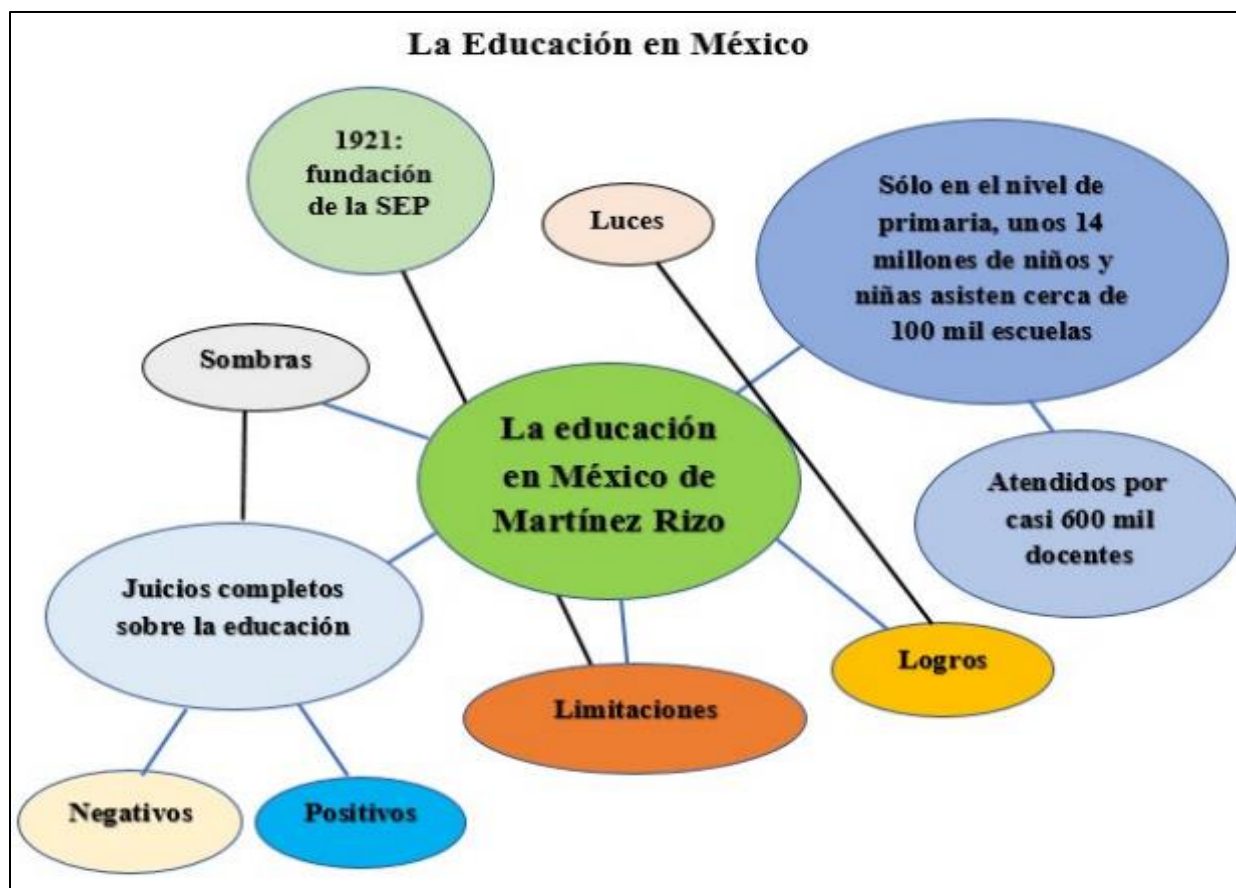 La Educación en México
1921:
fundación
de la SEP
Luces
Sólo en el nivel de
primaria, unos 14
millones de niños y
niñas asisten cerca de
100 mil escuelas
Sombras
La educación
en México de
Martínez Rizo
Atendidos por
casi 600 mil
docentes
Juicios completos
sobre la educación
Logros
Limitaciones
Negativos
Positivos